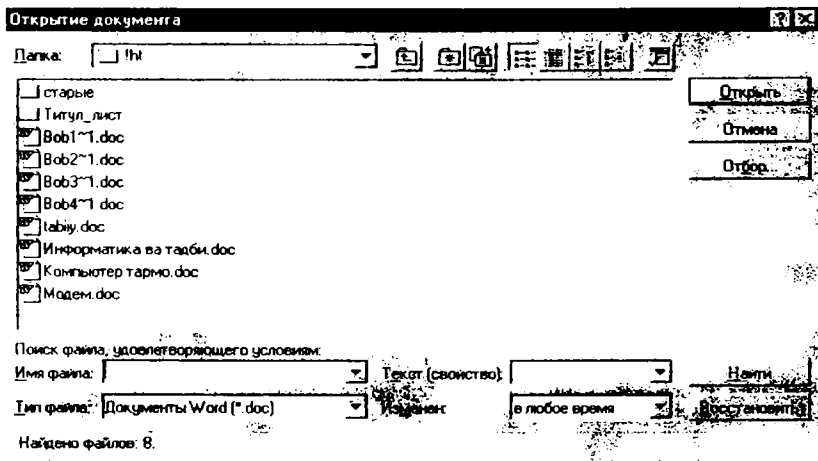 Открытие документа
Папка: !ht
старые
Титул_лист
Bob1~1.doc
Bob2~1.doc
Bob3~1.doc
Bob4~1.doc
tabiiy.doc
Информатика ва тадби.doc
Компьютер тармо.doc
Модем.doc
Открыть
Отмена
Отбор...
Поиск файла, удовлетворяющего условиям:
Имя файла: Текст (свойство): Найти
Тип файла: Документы Word (*.doc) Изменен: в любое время Восстановить
Найдено файлов: 8.